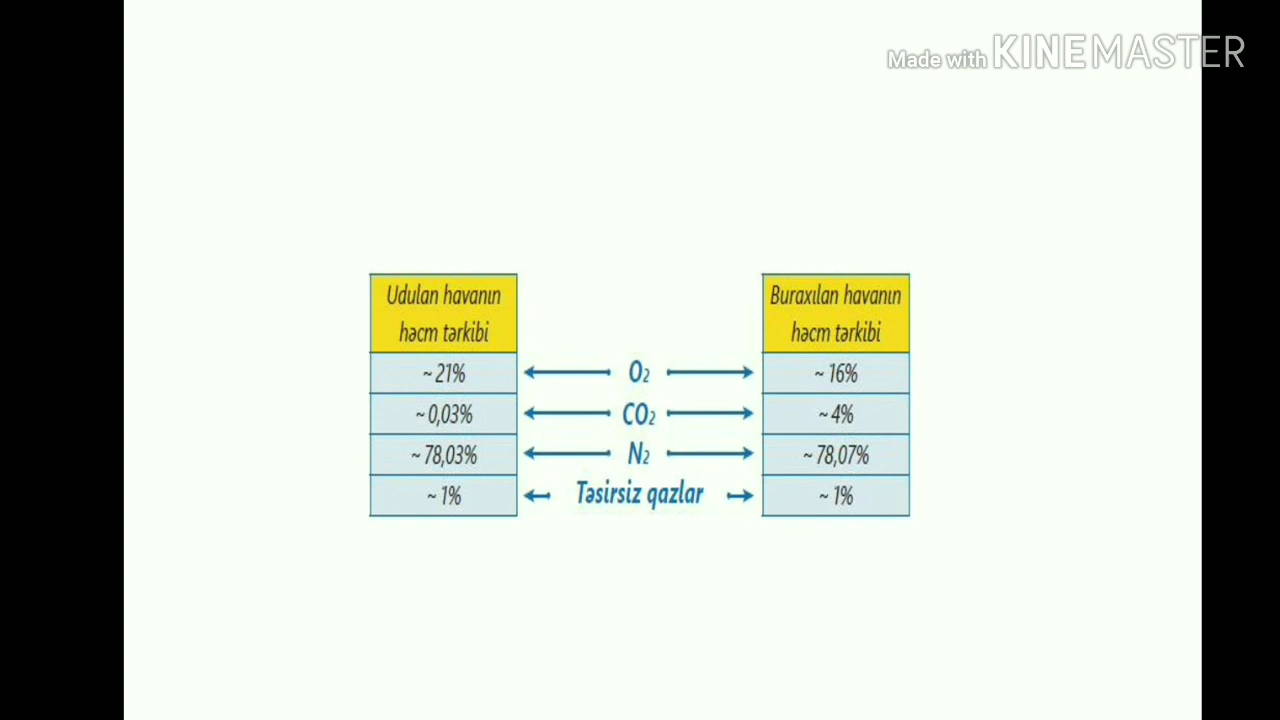 Made with KINEMASTER
Udulan havanın
həcm tərkibi
Buraxılan havanın
həcm tərkibi
~ 21% O₂ ~ 16%
~ 0,03% CO₂ ~ 4%
~ 78,03% N₂ ~ 78,07%
~ 1% Təsirsiz qazlar ~ 1%